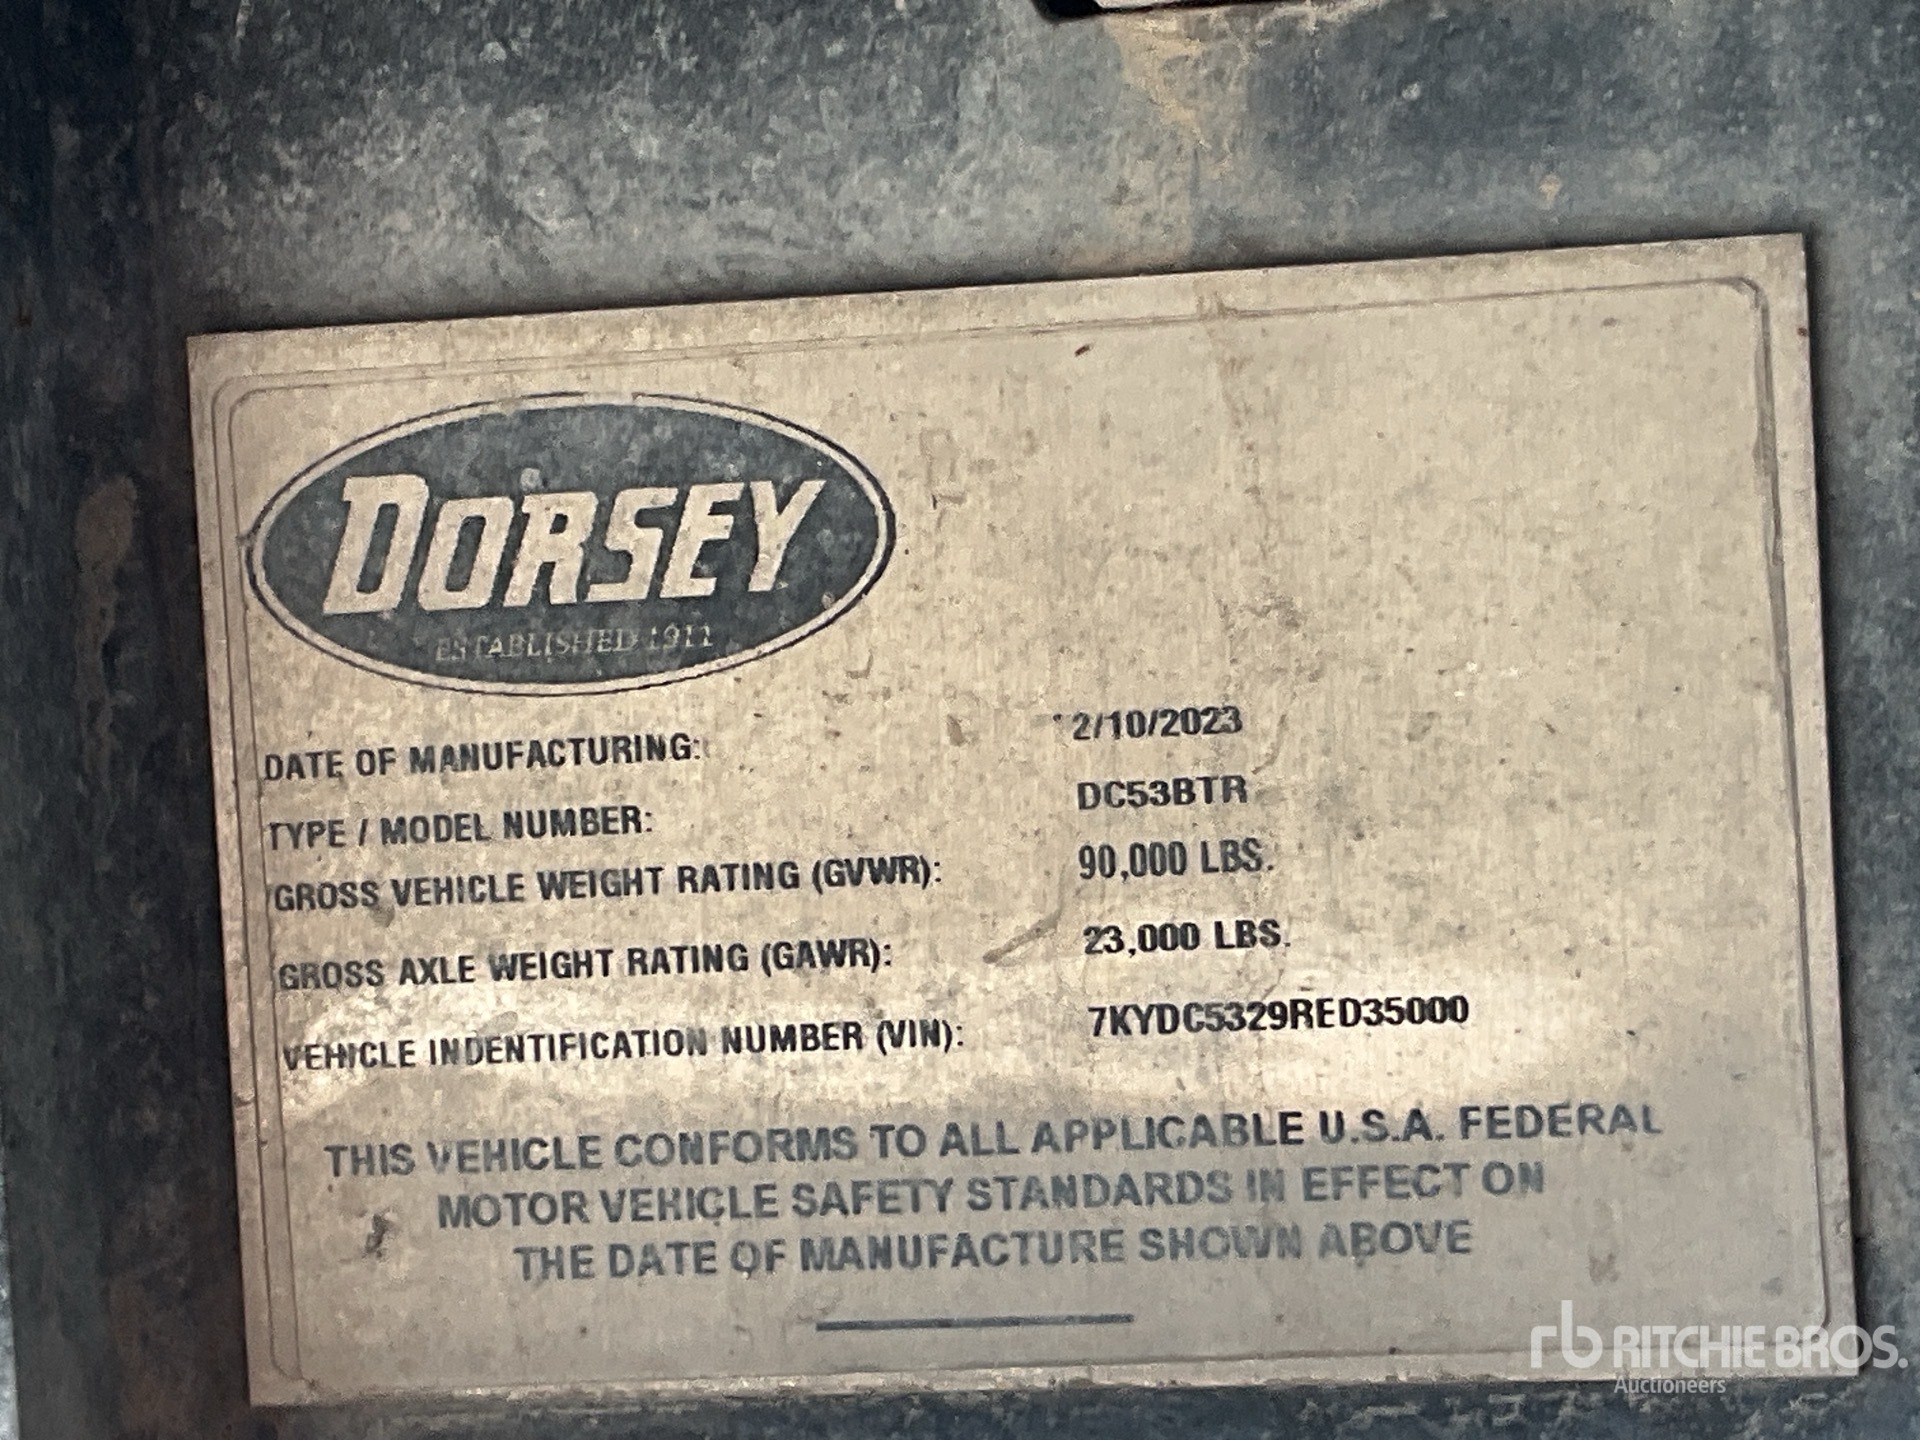 DORSEY
ESTABLISHED 1911
DATE OF MANUFACTURING: 2/10/2023
TYPE / MODEL NUMBER: DC53BTR
GROSS VEHICLE WEIGHT RATING (GVWR): 90,000 LBS.
GROSS AXLE WEIGHT RATING (GAWR): 23,000 LBS.
VEHICLE INDENTIFICATION NUMBER (VIN): 7KYDC5329RED35000
THIS VEHICLE CONFORMS TO ALL APPLICABLE U.S.A. FEDERAL
MOTOR VEHICLE SAFETY STANDARDS IN EFFECT ON
THE DATE OF MANUFACTURE SHOWN ABOVE
rb RITCHIE BROS.
Auctioneers